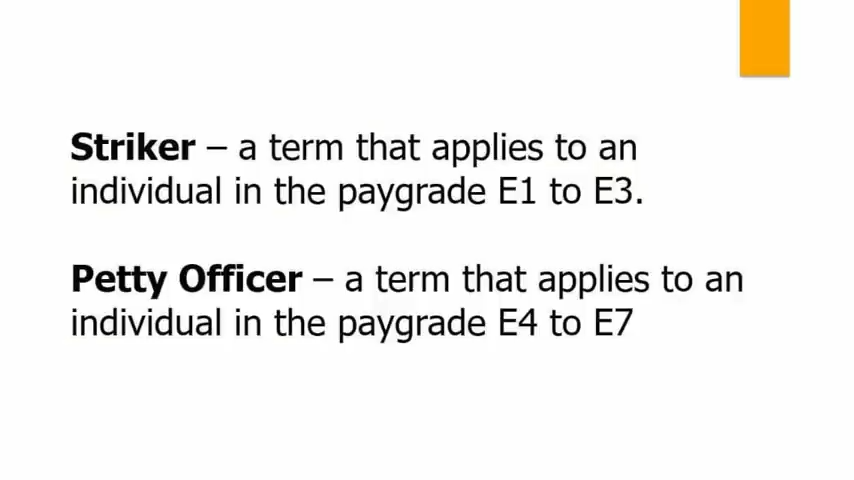 Striker – a term that applies to an
individual in the paygrade E1 to E3.
Petty Officer – a term that applies to an
individual in the paygrade E4 to E7